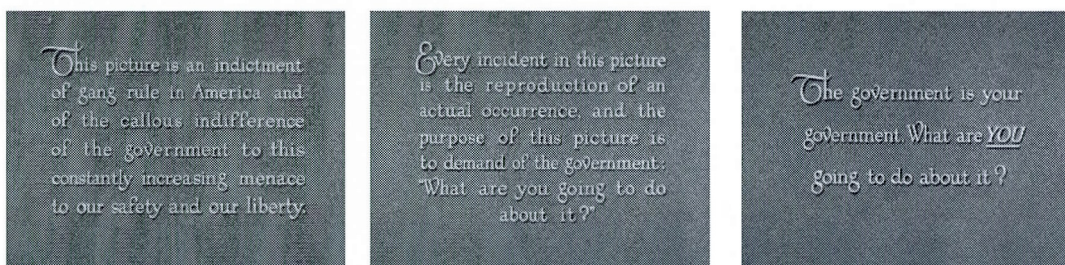 This picture is an indictment
of gang rule in America and
of the callous indifference
of the government to this
constantly increasing menace
to our safety and our liberty.
Every incident in this picture
is the reproduction of an
actual occurrence, and the
purpose of this picture is
to demand of the government:
"What are you going to do
about it?"
The government is your
government. What are YOU
going to do about it?